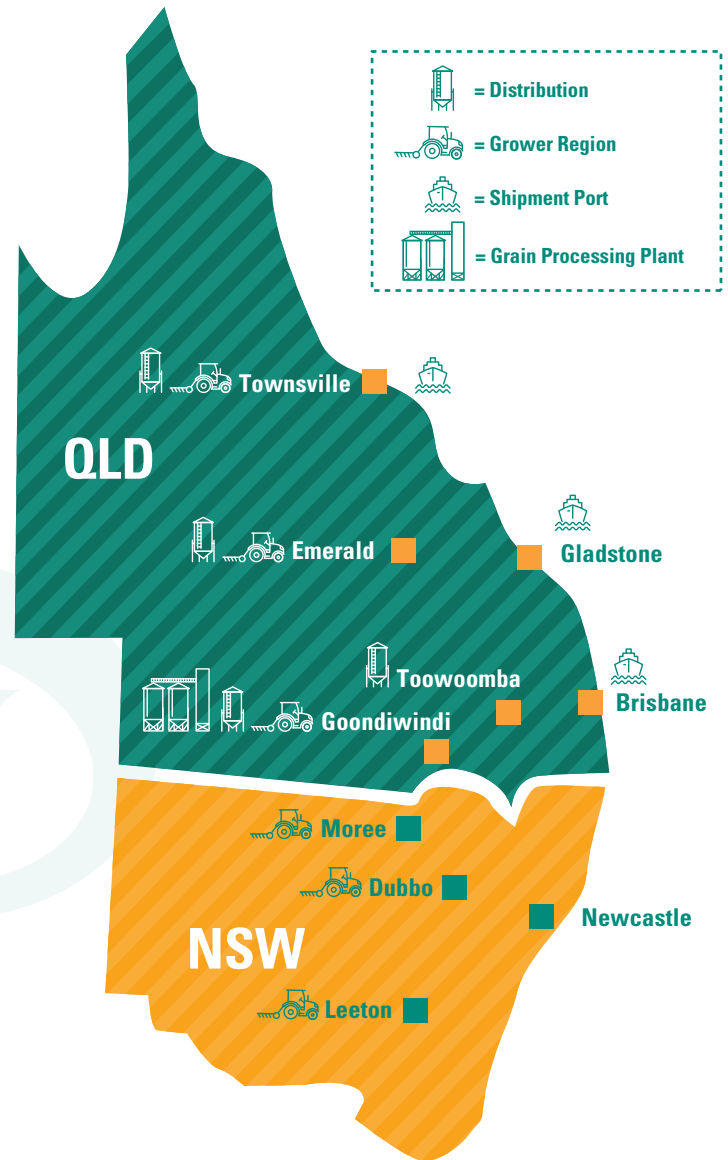 = Distribution
= Grower Region
= Shipment Port
= Grain Processing Plant
Townsville
QLD
Emerald
Gladstone
Toowoomba
Brisbane
Goondiwindi
Moree
Dubbo
Newcastle
NSW
Leeton